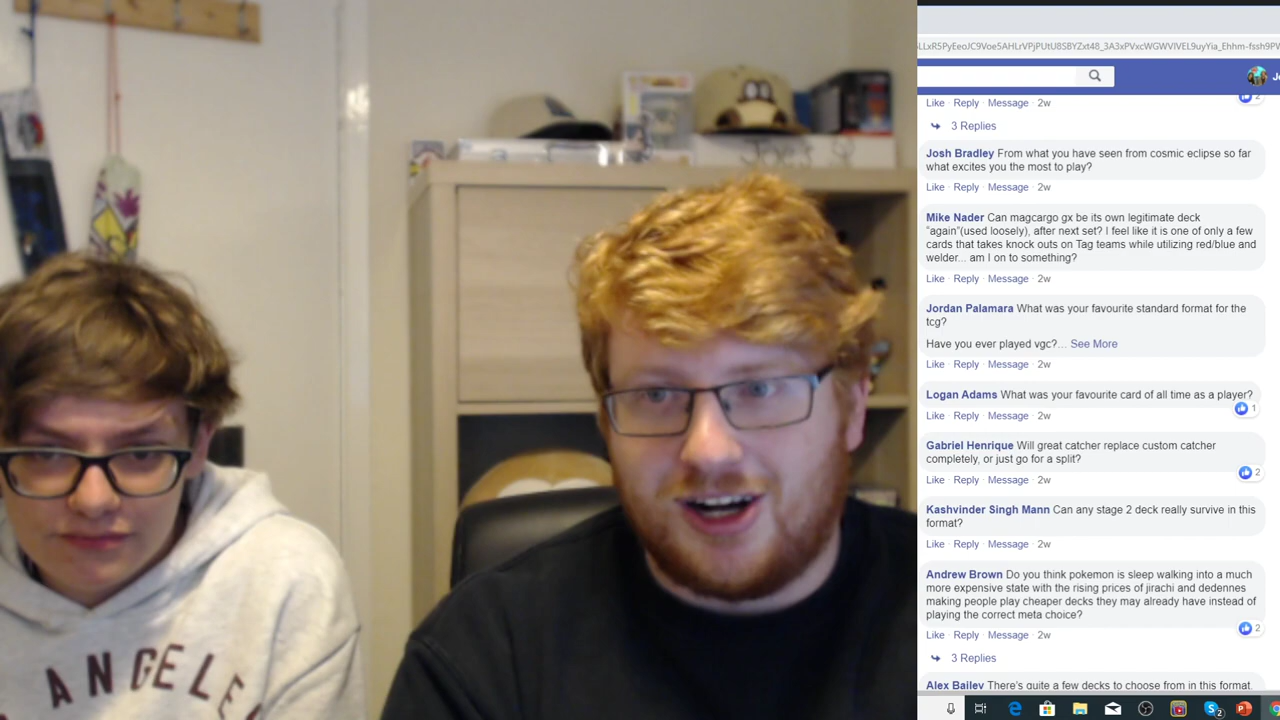 LLxR5PyEeoJC9Voe5AHLrVPjPUtU8SBYZxt48_3A3xPVxcWGWVlVEL9uyYia_Ehhm-fssh9PV
Like · Reply · Message · 2w
2
3 Replies
Josh Bradley From what you have seen from cosmic eclipse so far
what excites you the most to play?
Like · Reply · Message · 2w
Mike Nader Can magcargo gx be its own legitimate deck
"again"(used loosely), after next set? I feel like it is one of only a few
cards that takes knock outs on Tag teams while utilizing red/blue and
welder... am I on to something?
Like · Reply · Message · 2w
Jordan Palamara What was your favourite standard format for the
tcg?
Have you ever played vgc?... See More
Like · Reply · Message · 2w
Logan Adams What was your favourite card of all time as a player?
1
Like · Reply · Message · 2w
Gabriel Henrique Will great catcher replace custom catcher
completely, or just go for a split?
2
Like · Reply · Message · 2w
Kashvinder Singh Mann Can any stage 2 deck really survive in this
format?
Like · Reply · Message · 2w
Andrew Brown Do you think pokemon is sleep walking into a much
more expensive state with the rising prices of jirachi and dedennes
making people play cheaper decks they may already have instead of
playing the correct meta choice?
2
Like · Reply · Message · 2w
3 Replies
Alex Bailey There's quite a few decks to choose from in this format.
ANGELE